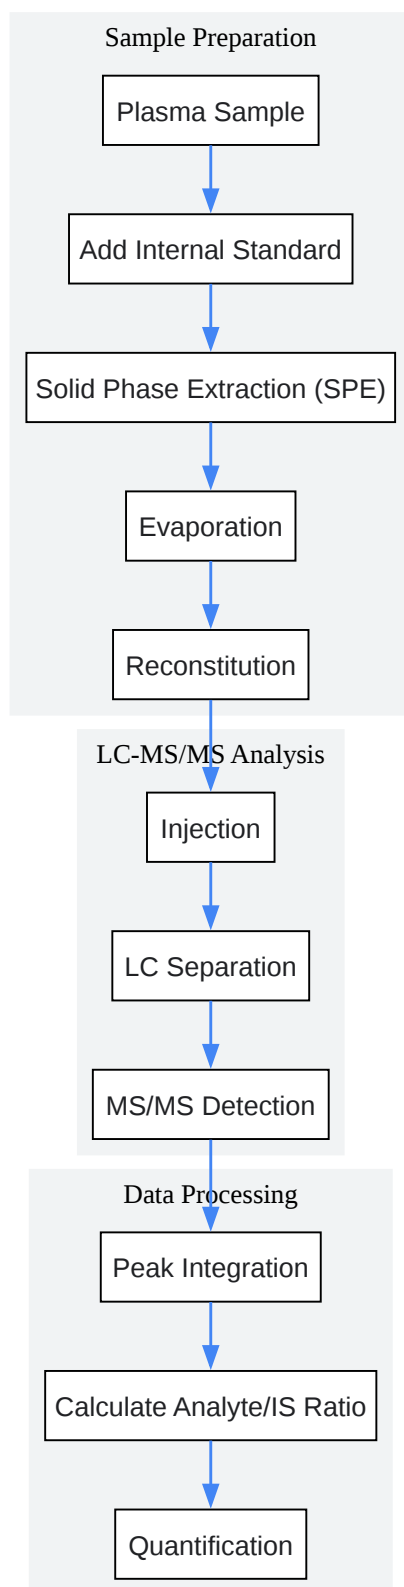 Sample Preparation
Plasma Sample
Add Internal Standard
Solid Phase Extraction (SPE)
Evaporation
Reconstitution
LC-MS/MS Analysis
Injection
LC Separation
MS/MS Detection
Data Processing
Peak Integration
Calculate Analyte/IS Ratio
Quantification